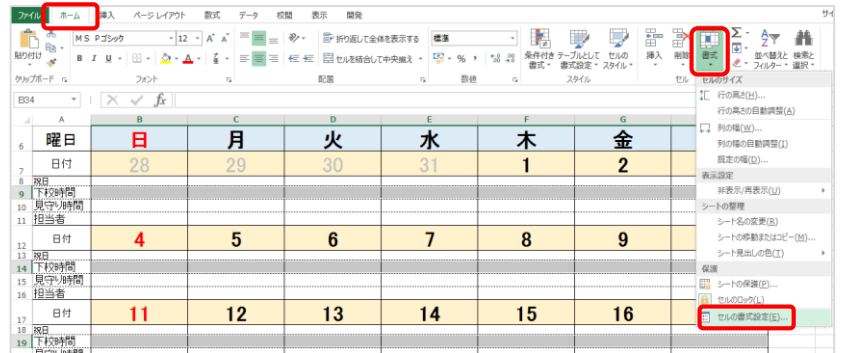 ファイル ホーム 挿入 ページ レイアウト 数式 データ 校閲 表示 開発 サイ
MS Pゴシック 12 折り返して全体を表示する 標準
貼り付け B I U A セルを結合して中央揃え % 条件付き書式 テーブルとして書式設定 セルのスタイル 挿入 削除 書式 並べ替えと フィルター 検索と 選択
クリップボード フォント 配置 数値 スタイル セル セルのサイズ
B34 fx
行の高さ(H)...
行の高さの自動調整(A)
列の幅(W)...
列の幅の自動調整(I)
既定の幅(D)...
表示設定
非表示/再表示(U)
シートの整理
シート名の変更(R)
シートの移動またはコピー(M)...
シート見出しの色(T)
保護
シートの保護(P)...
セルのロック(L)
セルの書式設定(E)...
A B C D E F G
6 曜日 日 月 火 水 木 金
7 日付 28 29 30 31 1 2
8 祝日
9 下校時間
10 見守り時間
11 担当者
12 日付 4 5 6 7 8 9
13 祝日
14 下校時間
15 見守り時間
16 担当者
17 日付 11 12 13 14 15 16
18 祝日
19 下校時間
見守り時間